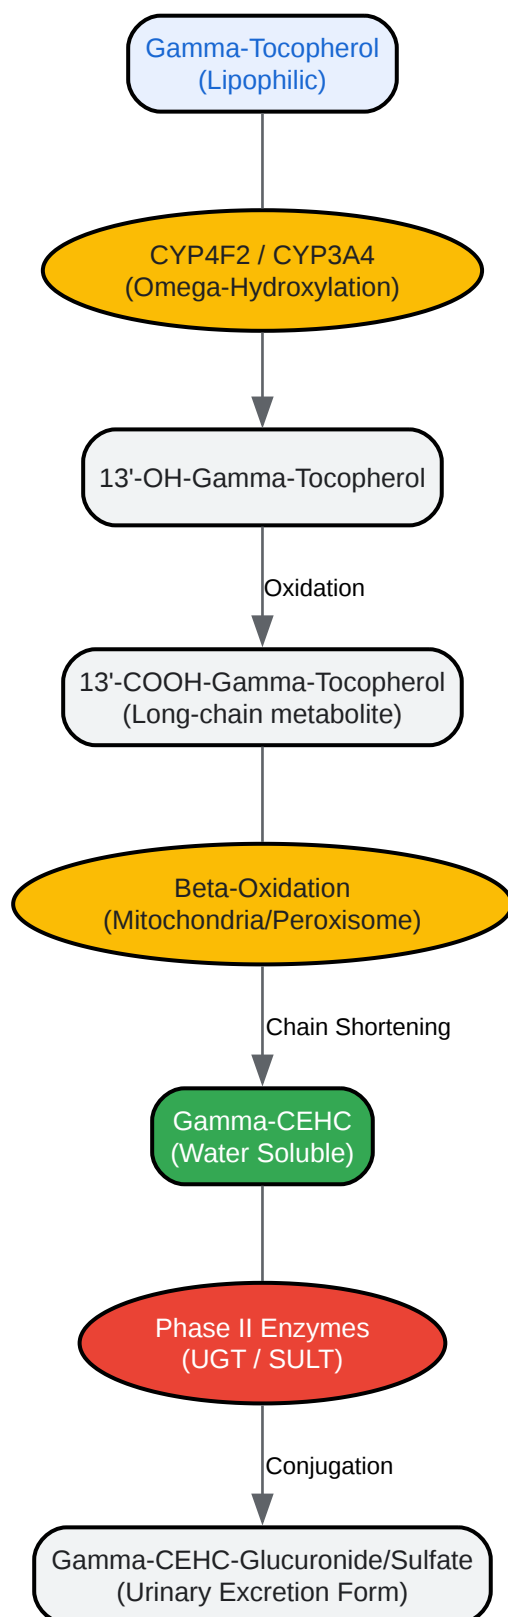 Gamma-Tocopherol
(Lipophilic)
CYP4F2 / CYP3A4
(Omega-Hydroxylation)
13'-OH-Gamma-Tocopherol
Oxidation
13'-COOH-Gamma-Tocopherol
(Long-chain metabolite)
Beta-Oxidation
(Mitochondria/Peroxisome)
Chain Shortening
Gamma-CEHC
(Water Soluble)
Phase II Enzymes
(UGT / SULT)
Conjugation
Gamma-CEHC-Glucuronide/Sulfate
(Urinary Excretion Form)